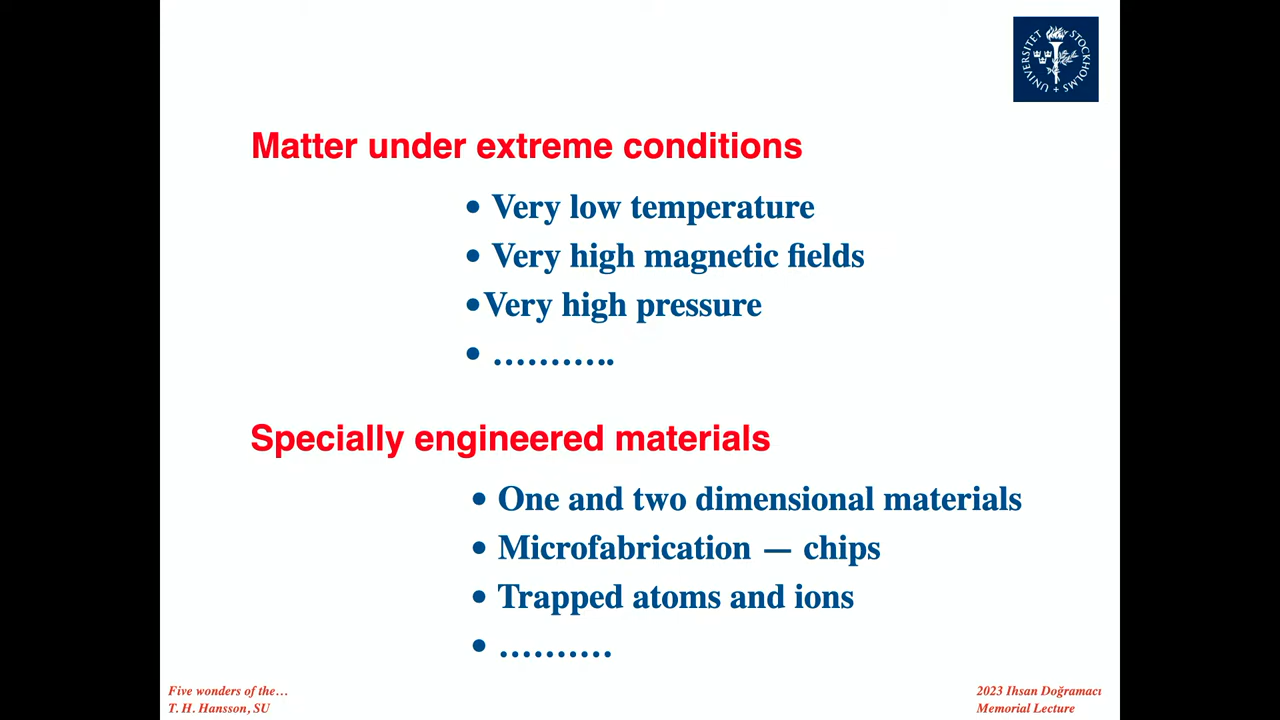 UNIVERSITET STOCKHOLMS +
Matter under extreme conditions
• Very low temperature
• Very high magnetic fields
•Very high pressure
• ………..
Specially engineered materials
• One and two dimensional materials
• Microfabrication — chips
• Trapped atoms and ions
• ……….
Five wonders of the…
T. H. Hansson, SU
2023 Ihsan Doğramacı
Memorial Lecture